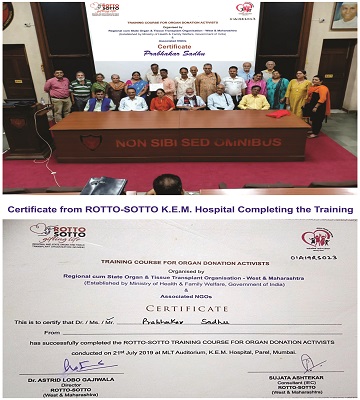 ROTTO
SOTTO
gifting life
TRAINING COURSE FOR ORGAN DONATION ACTIVISTS
Organised by
Regional cum State Organ & Tissue Transplant Organisation - West & Maharashtra
(Established by Ministry of Health & Family Welfare, Government of India)
&
Associated NGOs
Certificate
Prabhakar Sadhu
NON SIBI SED OMNIBUS
Certificate from ROTTO-SOTTO K.E.M. Hospital Completing the Training
ROTTO
SOTTO
gifting life
TRAINING COURSE FOR ORGAN DONATION ACTIVISTS
Organised by
Regional cum State Organ & Tissue Transplant Organisation - West & Maharashtra
(Established by Ministry of Health & Family Welfare, Government of India)
&
Associated NGOs
CERTIFICATE
This is to certify that Dr. / Ms. / Mr. Prabhakar Sadhu
From
has successfully completed the TRAINING COURSE FOR ORGAN DONATION ACTIVISTS
conducted on 21st July 2019 at MLT Auditorium, K.E.M. Hospital, Parel, Mumbai.
Dr. ASTRID LOBO GAJIWALA
Director
ROTTO-SOTTO
(West & Maharashtra)
SUJATA ASHTEKAR
Consultant (IEC)
ROTTO-SOTTO
(West & Maharashtra)